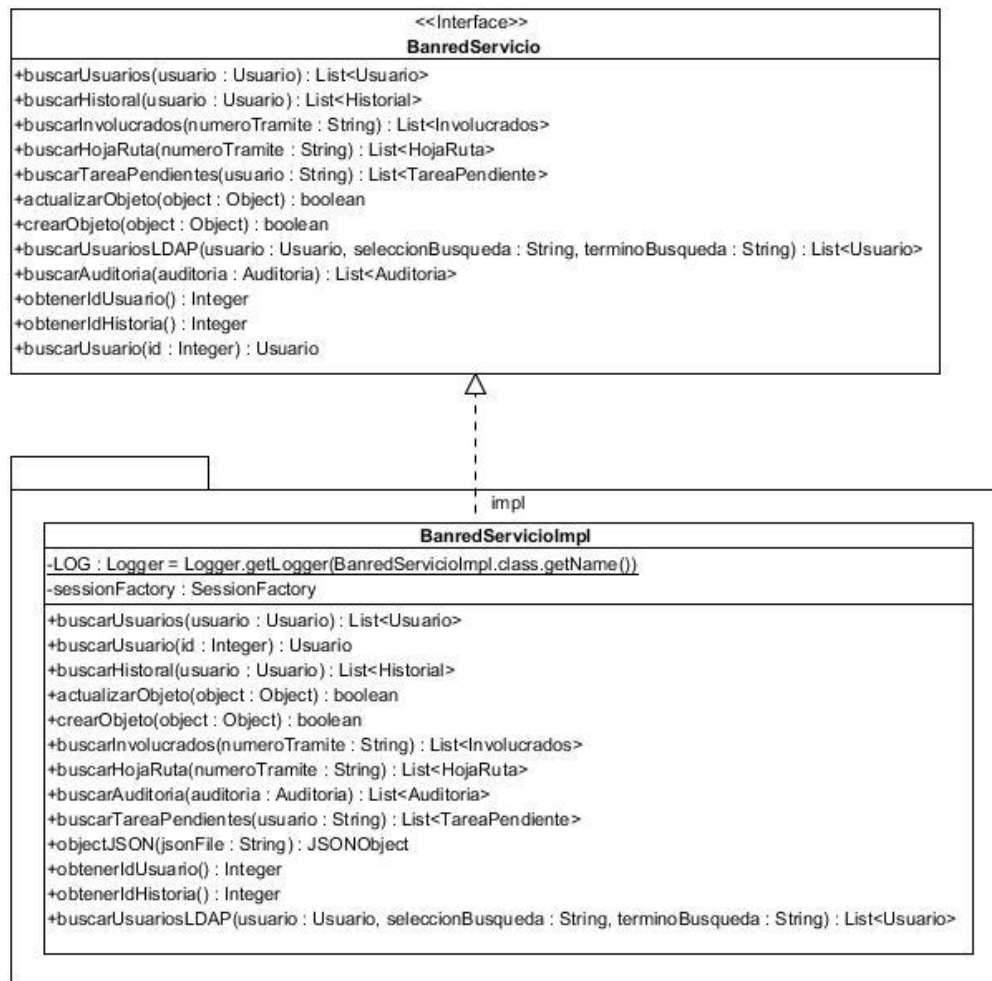 <<Interface>>
BanredServicio
+buscarUsuarios(usuario : Usuario) : List<Usuario>
+buscarHistoral(usuario : Usuario) : List<Historial>
+buscarInvolucrados(numeroTramite : String) : List<Involucrados>
+buscarHojaRuta(numeroTramite : String) : List<HojaRuta>
+buscarTareaPendientes(usuario : String) : List<TareaPendiente>
+actualizarObjeto(object : Object) : boolean
+crearObjeto(object : Object) : boolean
+buscarUsuariosLDAP(usuario : Usuario, seleccionBusqueda : String, terminoBusqueda : String) : List<Usuario>
+buscarAuditoria(auditoria : Auditoria) : List<Auditoria>
+obtenerIdUsuario() : Integer
+obtenerIdHistoria() : Integer
+buscarUsuario(id : Integer) : Usuario
impl
BanredServicioImpl
-LOG : Logger = Logger.getLogger(BanredServicioImpl.class.getName())
-sessionFactory : SessionFactory
+buscarUsuarios(usuario : Usuario) : List<Usuario>
+buscarUsuario(id : Integer) : Usuario
+buscarHistoral(usuario : Usuario) : List<Historial>
+actualizarObjeto(object : Object) : boolean
+crearObjeto(object : Object) : boolean
+buscarInvolucrados(numeroTramite : String) : List<Involucrados>
+buscarHojaRuta(numeroTramite : String) : List<HojaRuta>
+buscarAuditoria(auditoria : Auditoria) : List<Auditoria>
+buscarTareaPendientes(usuario : String) : List<TareaPendiente>
+objectJSON(jsonFile : String) : JSONObject
+obtenerIdUsuario() : Integer
+obtenerIdHistoria() : Integer
+buscarUsuariosLDAP(usuario : Usuario, seleccionBusqueda : String, terminoBusqueda : String) : List<Usuario>